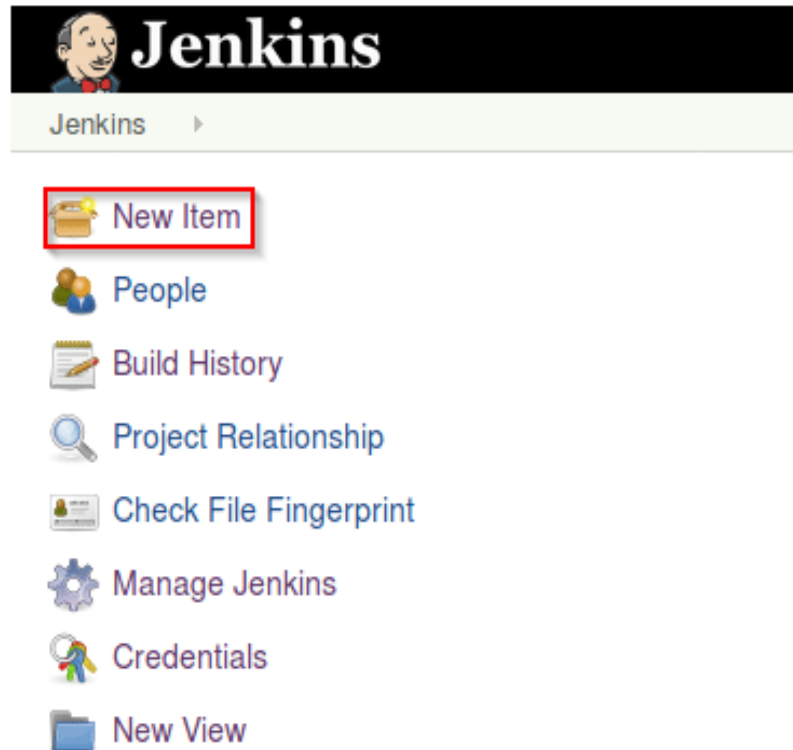 Jenkins
Jenkins
New Item
People
Build History
Project Relationship
Check File Fingerprint
Manage Jenkins
Credentials
New View